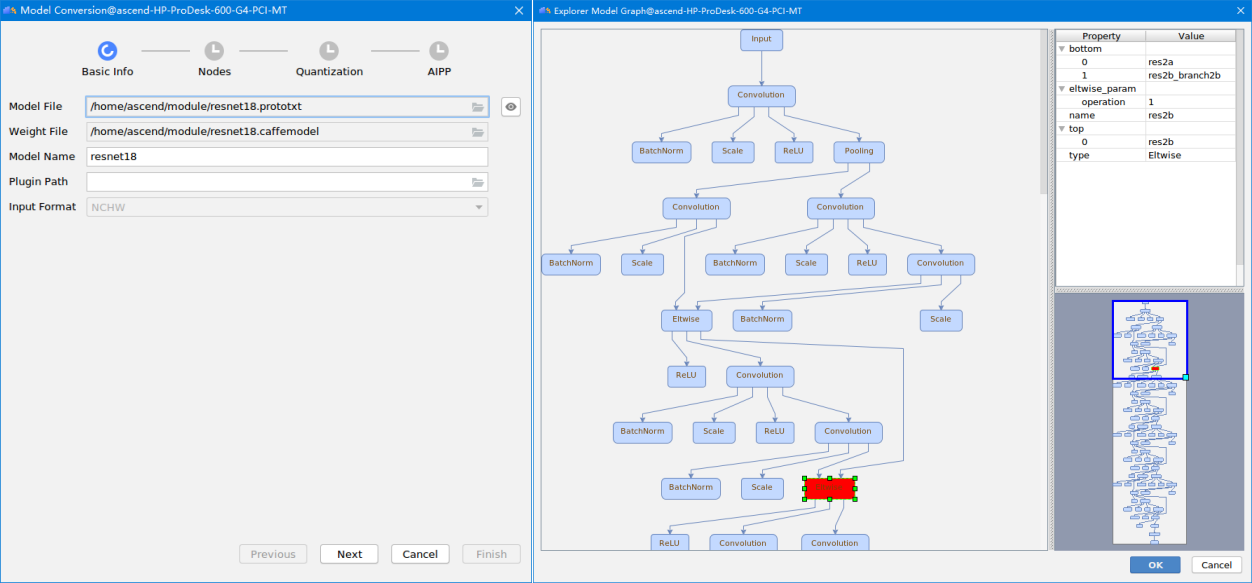 Model Conversion@ascend-HP-ProDesk-600-G4-PCI-MT
Basic Info
Nodes
Quantization
AIPP
Model File
/home/ascend/module/resnet18.prototxt
Weight File
/home/ascend/module/resnet18.caffemodel
Model Name
resnet18
Plugin Path
Input Format
NCHW
Previous
Next
Cancel
Finish
Explorer Model Graph@ascend-HP-ProDesk-600-G4-PCI-MT
Input
Convolution
BatchNorm
Scale
ReLU
Pooling
Convolution
Convolution
BatchNorm
Scale
BatchNorm
Scale
ReLU
Convolution
Eltwise
BatchNorm
Scale
ReLU
Convolution
BatchNorm
Scale
ReLU
Convolution
BatchNorm
Scale
ReLU
Convolution
Convolution
Property Value
bottom
0 res2a
1 res2b_branch2b
eltwise_param
operation 1
name res2b
top
0 res2b
type Eltwise
OK
Cancel